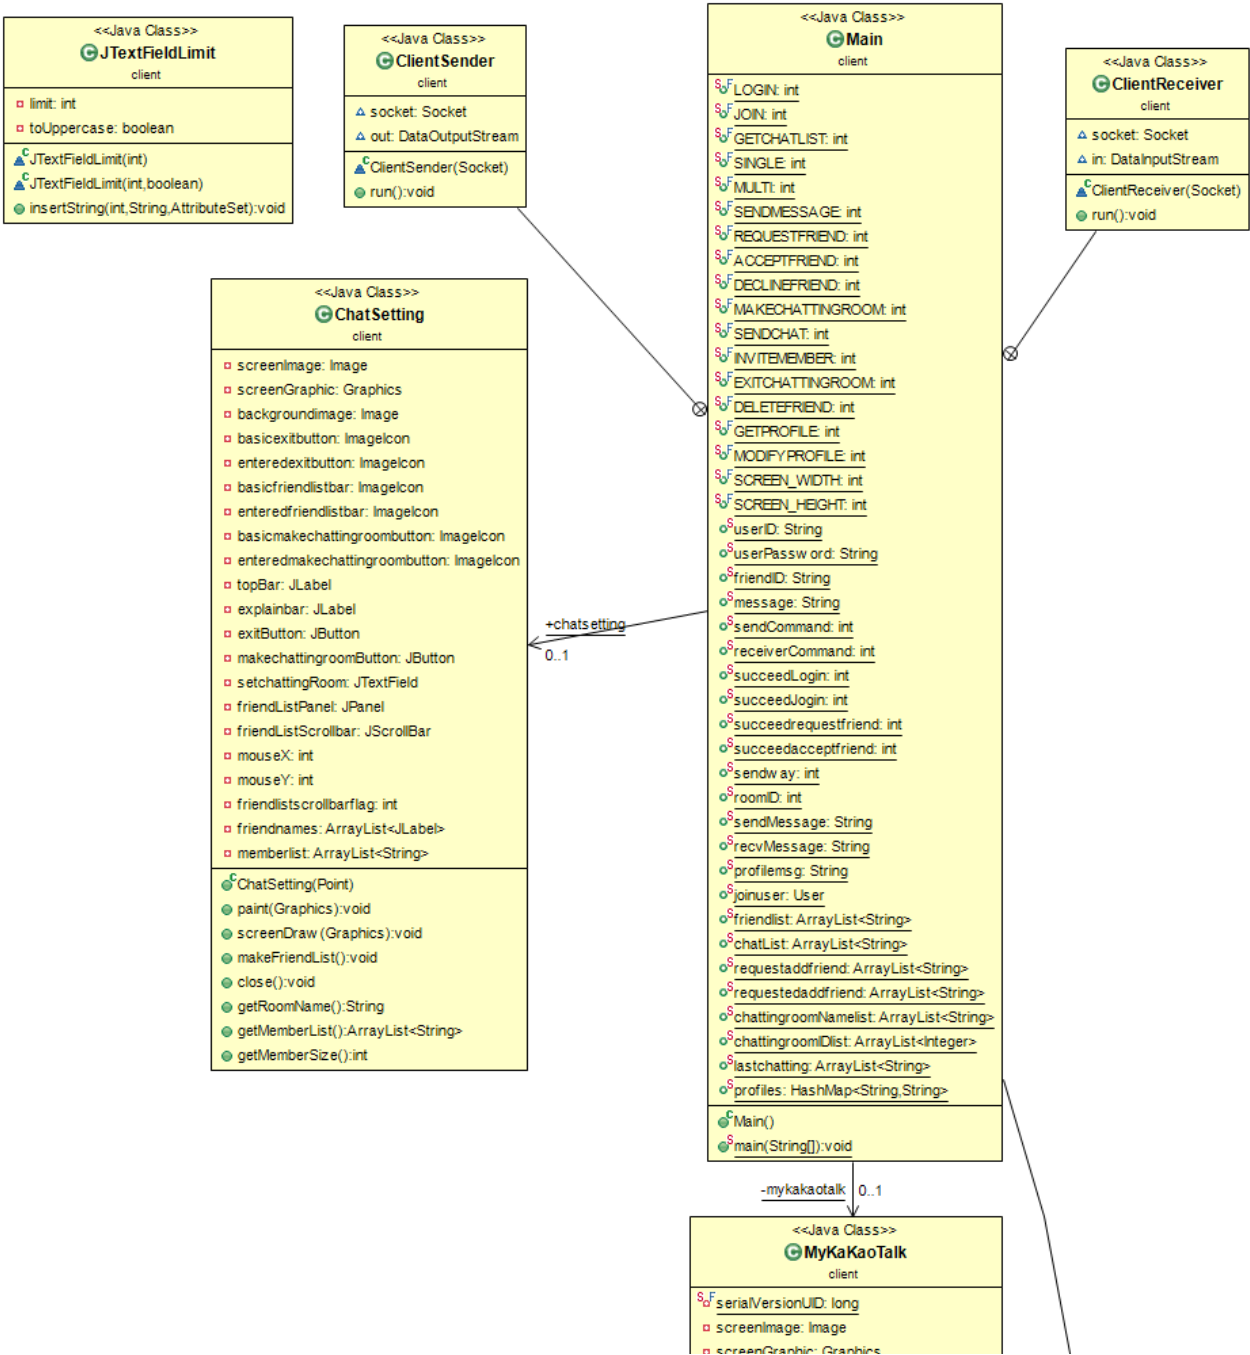 <<Java Class>>
JTextFieldLimit
client
limit: int
toUppercase: boolean
JTextFieldLimit(int)
JTextFieldLimit(int,boolean)
insertString(int,String,AttributeSet):void
<<Java Class>>
ClientSender
client
socket: Socket
out: DataOutputStream
ClientSender(Socket)
run():void
<<Java Class>>
Main
client
LOGIN: int
JOIN: int
GETCHATLIST: int
SINGLE: int
MULTI: int
SENDMESSAGE: int
REQUESTFRIEND: int
ACCEPTFRIEND: int
DECLINEFRIEND: int
MAKECHATTINGROOM: int
SENDCHAT: int
INVITEMEMBER: int
EXITCHATTINGROOM: int
DELETEFRIEND: int
GETPROFILE: int
MODIFYPROFILE: int
SCREEN_WIDTH: int
SCREEN_HEIGHT: int
userID: String
userPassword: String
friendID: String
message: String
sendCommand: int
receiverCommand: int
succeedLogin: int
succeedJogin: int
succeedrequestfriend: int
succeedacceptfriend: int
sendway: int
roomID: int
sendMessage: String
recvMessage: String
profilemsg: String
joinuser: User
friendlist: ArrayList<String>
chatList: ArrayList<String>
requestaddfriend: ArrayList<String>
requestedaddfriend: ArrayList<String>
chattingroomNamelist: ArrayList<String>
chattingroomIDlist: ArrayList<Integer>
lastchatting: ArrayList<String>
profiles: HashMap<String,String>
Main()
main(String[]):void
<<Java Class>>
ClientReceiver
client
socket: Socket
in: DataInputStream
ClientReceiver(Socket)
run():void
<<Java Class>>
ChatSetting
client
screenImage: Image
screenGraphic: Graphics
backgroundimage: Image
basicexitbutton: ImageIcon
enteredexitbutton: ImageIcon
basicfriendlistbar: ImageIcon
enteredfriendlistbar: ImageIcon
basicmakechattingroombutton: ImageIcon
enteredmakechattingroombutton: ImageIcon
topBar: JLabel
explainbar: JLabel
exitButton: JButton
makechattingroomButton: JButton
setchattingRoom: JTextField
friendListPanel: JPanel
friendListScrollbar: JScrollBar
mouseX: int
mouseY: int
friendlistscrollbarflag: int
friendnames: ArrayList<JLabel>
memberlist: ArrayList<String>
ChatSetting(Point)
paint(Graphics):void
screenDraw(Graphics):void
makeFriendList():void
close():void
getRoomName():String
getMemberList():ArrayList<String>
getMemberSize():int
+chatsetting
0..1
-mykakaotalk
0..1
<<Java Class>>
MyKaKaoTalk
client
serialVersionUID: long
screenImage: Image
screenGraphic: Graphics